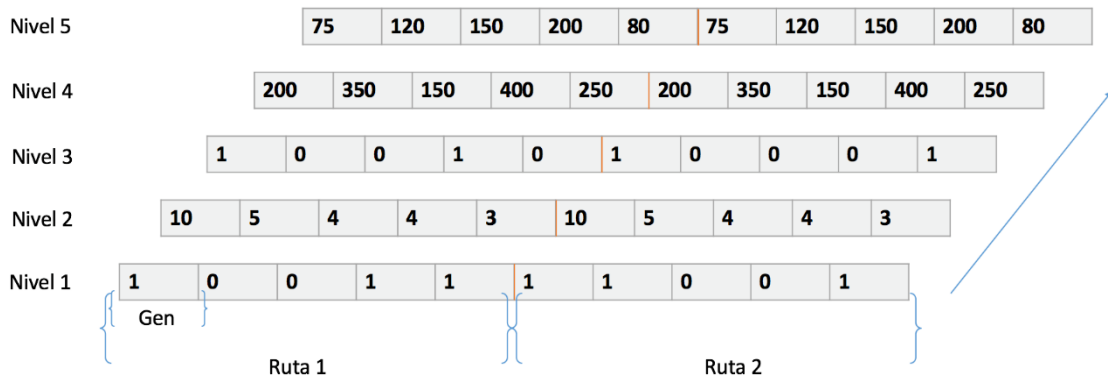 Nivel 5 75 120 150 200 80 75 120 150 200 80
Nivel 4 200 350 150 400 250 200 350 150 400 250
Nivel 3 1 0 0 1 0 1 0 0 0 1
Nivel 2 10 5 4 4 3 10 5 4 4 3
Nivel 1 1 0 0 1 1 1 1 0 0 1
Gen
Ruta 1 Ruta 2